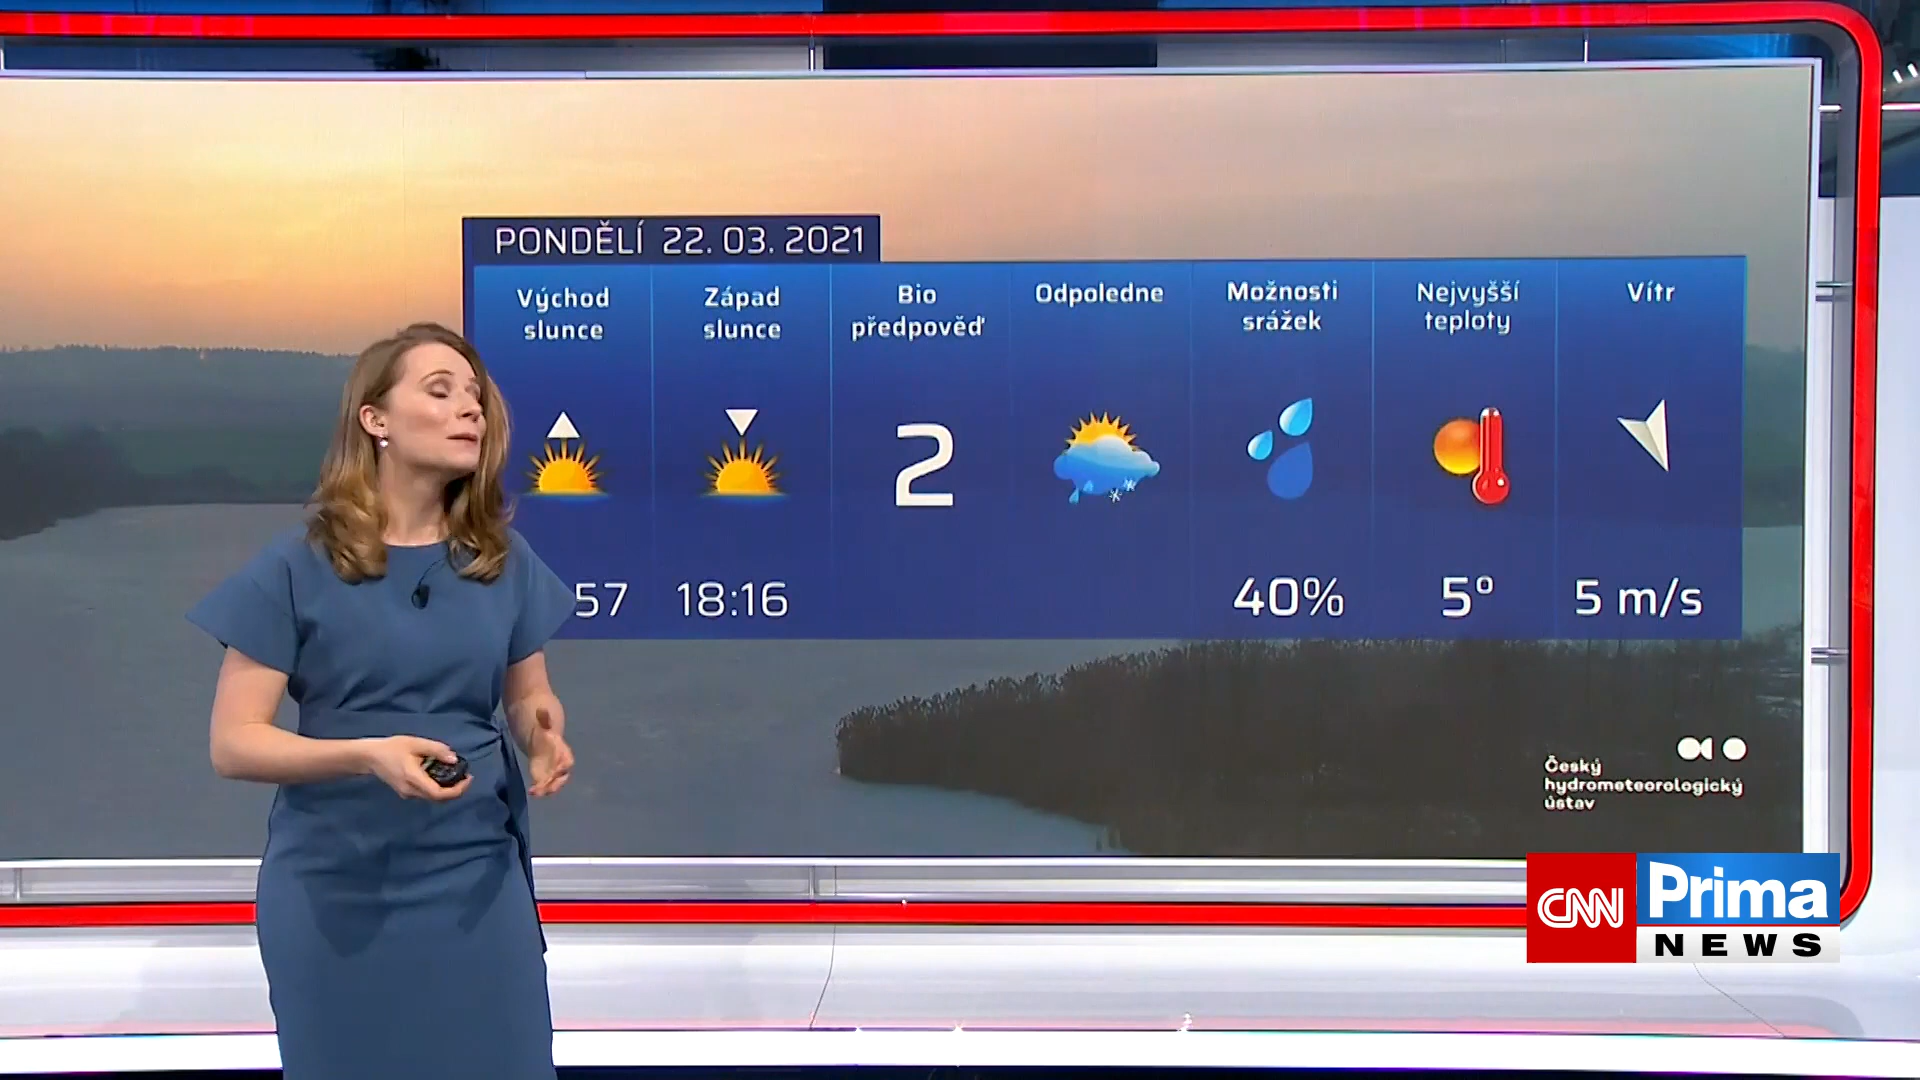 PONDĚLÍ 22. 03. 2021
Východ
slunce
Západ
slunce
Bio
předpověď
Odpoledne
Možnosti
srážek
Nejvyšší
teploty
Vítr
2
57
18:16
40%
5°
5 m/s
Český
hydrometeorologický
ústav
CNN Prima
NEWS